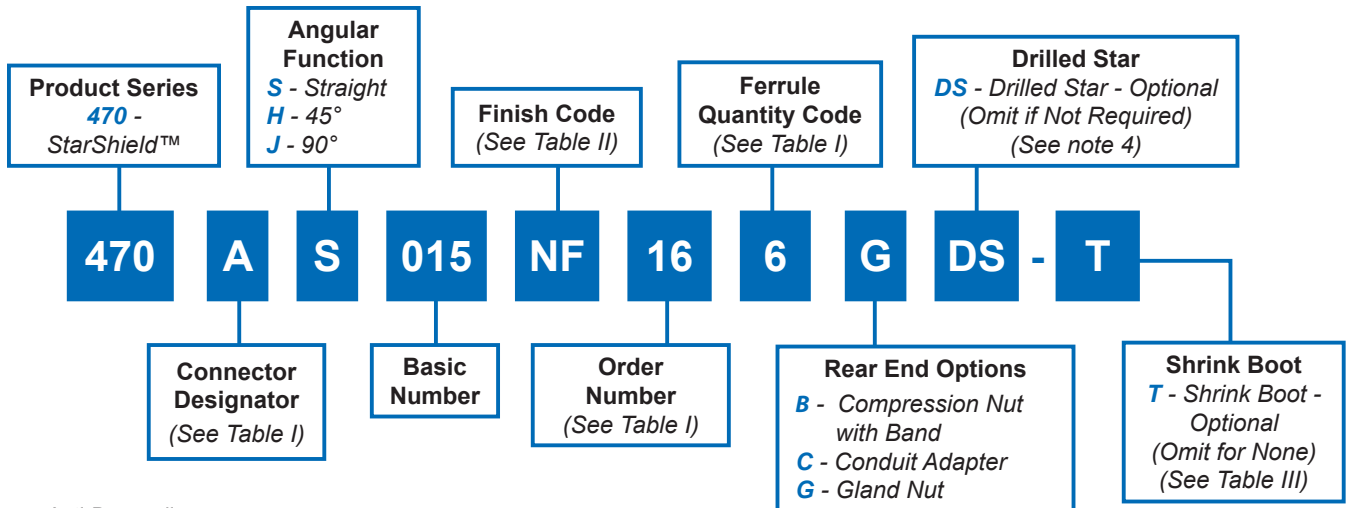 Product Series
470 -
StarShield™
Angular
Function
S - Straight
H - 45°
J - 90°
Finish Code
(See Table II)
Ferrule
Quantity Code
(See Table I)
Drilled Star
DS - Drilled Star - Optional
(Omit if Not Required)
(See note 4)
470 A S 015 NF 16 6 G DS - T
Connector
Designator
(See Table I)
Basic
Number
Order
Number
(See Table I)
Rear End Options
B - Compression Nut
with Band
C - Conduit Adapter
G - Gland Nut
Shrink Boot
T - Shrink Boot -
Optional
(Omit for None)
(See Table III)